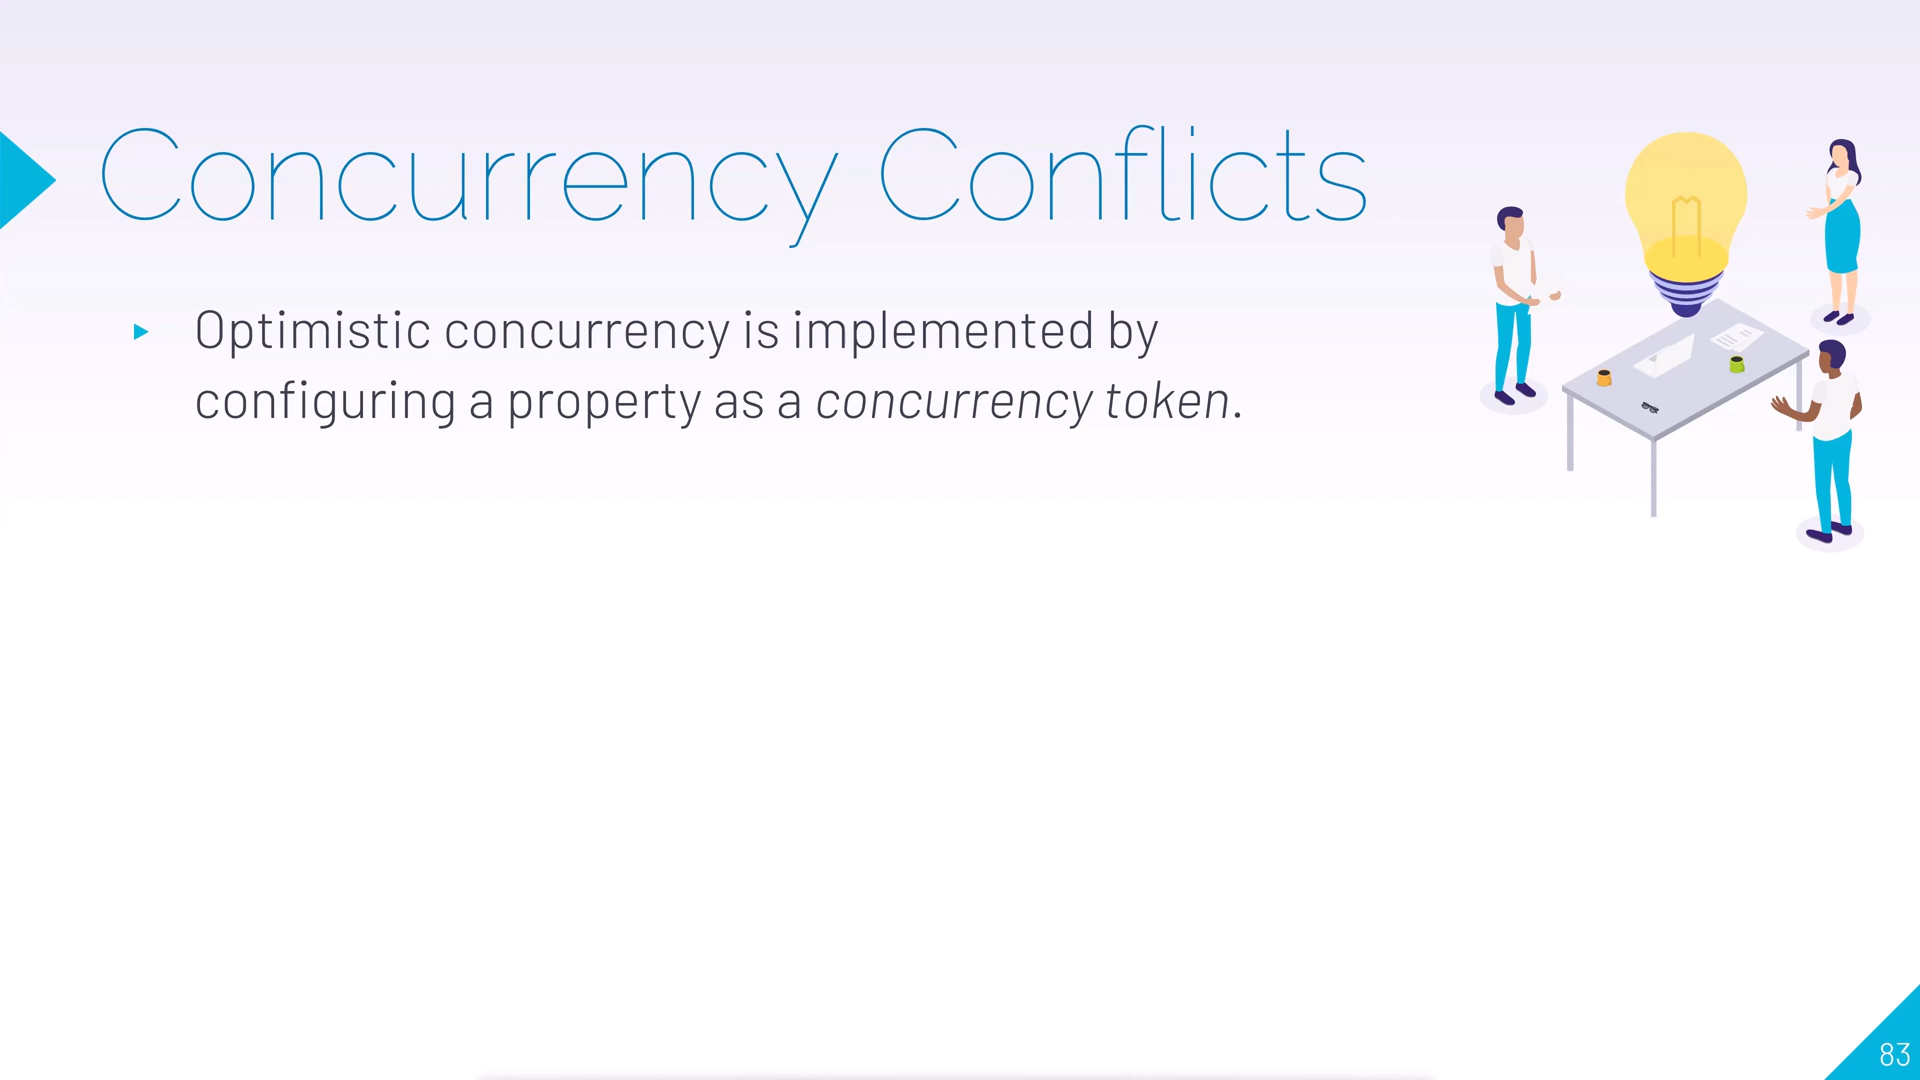 Concurrency Conflicts
Optimistic concurrency is implemented by
configuring a property as a concurrency token.
83